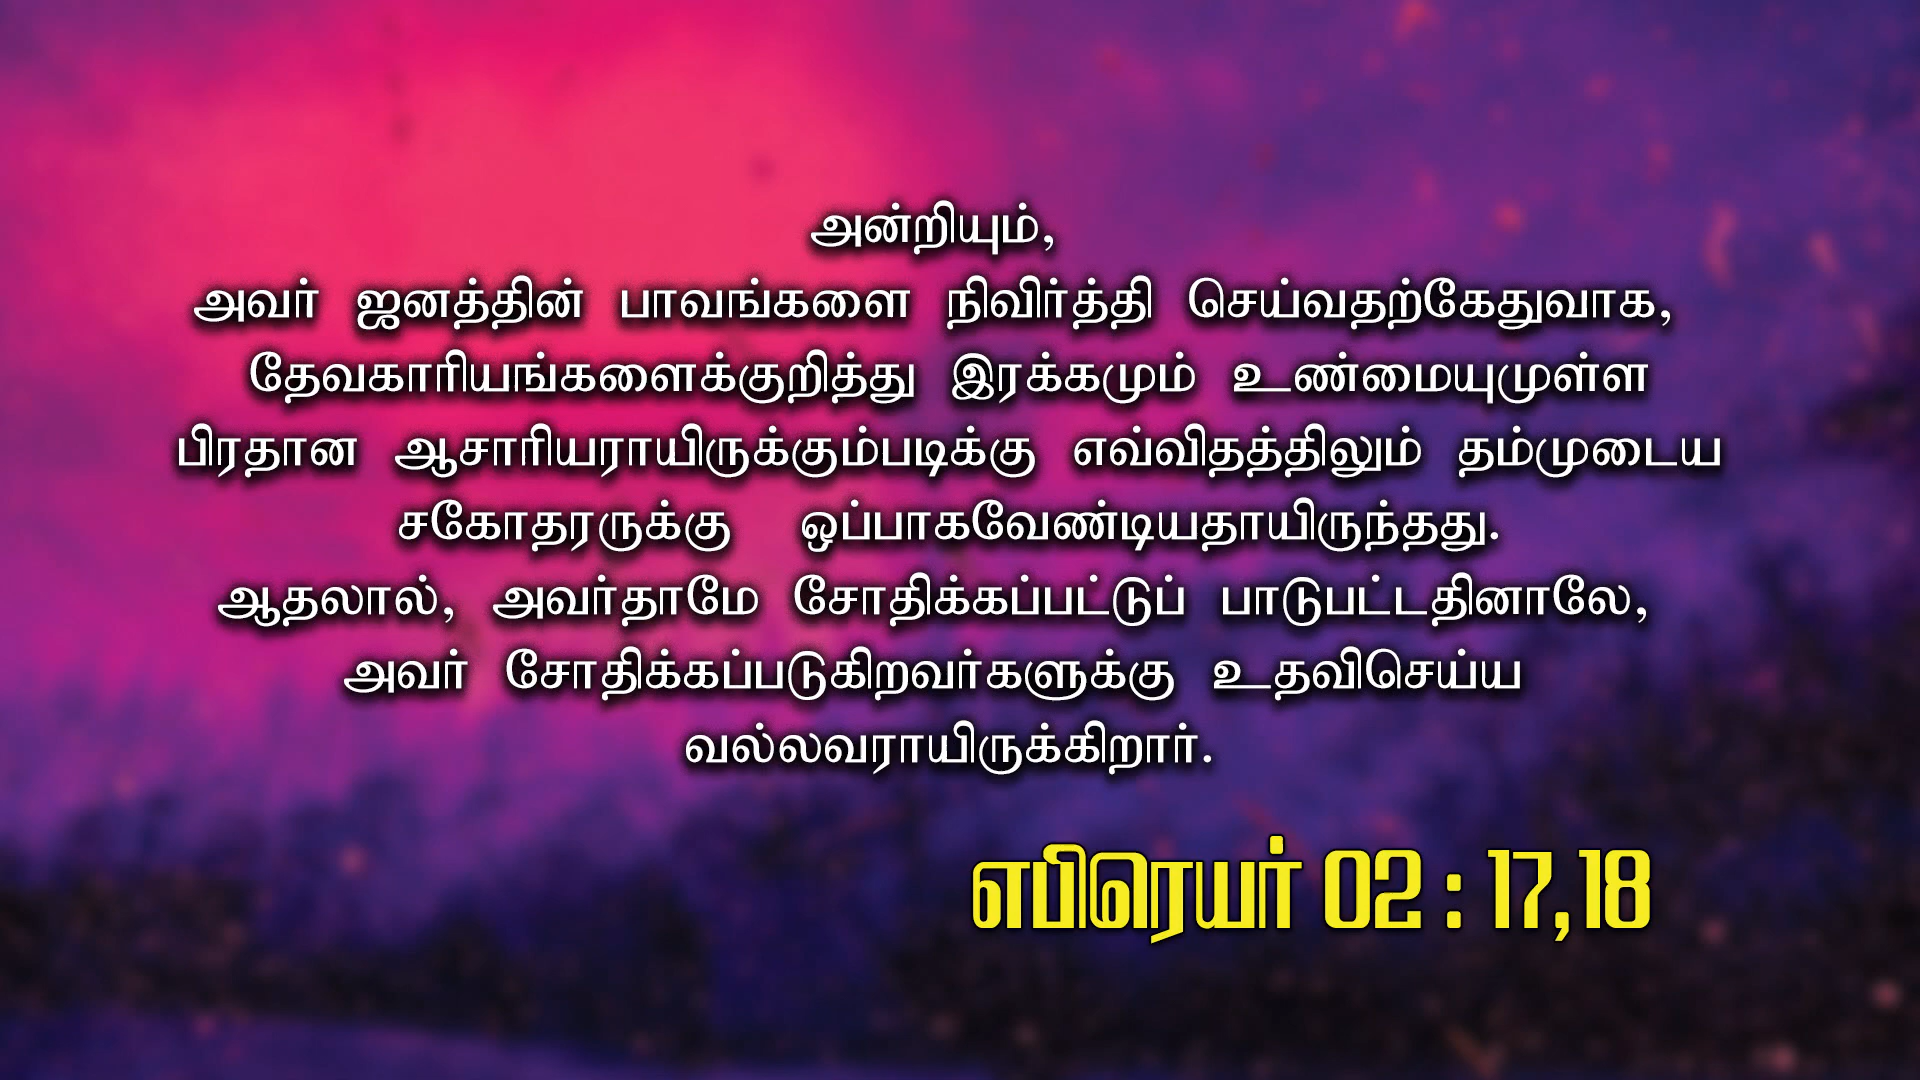 அன்றியும்,
அவர் ஜனத்தின் பாவங்களை நிவிர்த்தி செய்வதற்கேதுவாக,
தேவகாரியங்களைக்குறித்து இரக்கமும் உண்மையுமுள்ள
பிரதான ஆசாரியராயிருக்கும்படிக்கு எவ்விதத்திலும் தம்முடைய
சகோதரருக்கு ஒப்பாகவேண்டியதாயிருந்தது.
ஆதலால், அவர்தாமே சோதிக்கப்பட்டுப் பாடுபட்டதினாலே,
அவர் சோதிக்கப்படுகிறவர்களுக்கு உதவிசெய்ய
வல்லவராயிருக்கிறார்.
எபிரெயர் 02 : 17,18